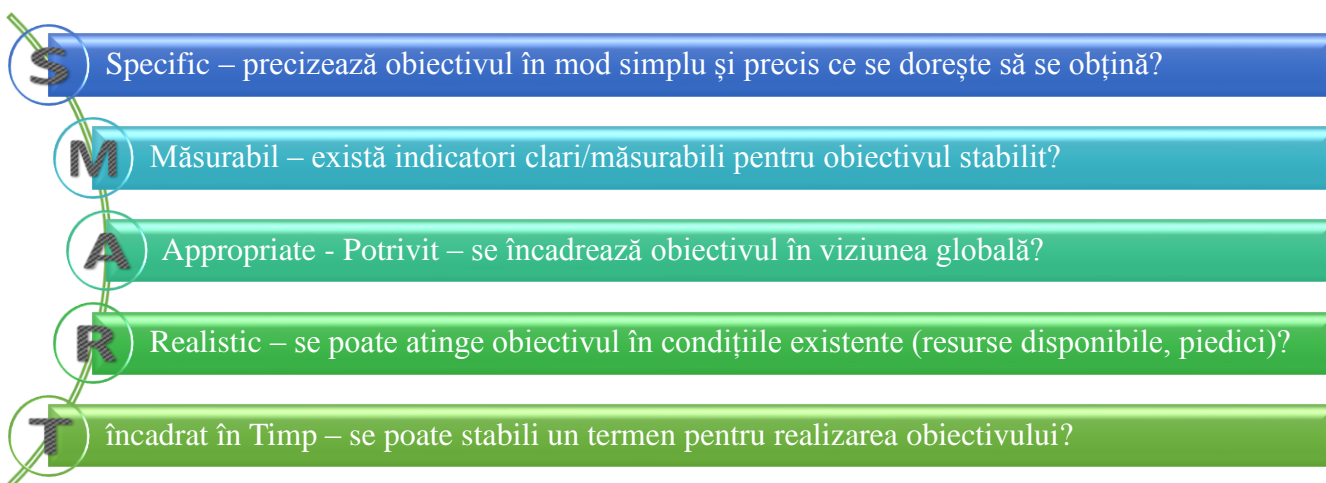 S Specific – precizează obiectivul în mod simplu și precis ce se dorește să se obțină?
M Măsurabil – există indicatori clari/măsurabili pentru obiectivul stabilit?
A Appropriate - Potrivit – se încadrează obiectivul în viziunea globală?
R Realistic – se poate atinge obiectivul în condițiile existente (resurse disponibile, piedici)?
T încadrat în Timp – se poate stabili un termen pentru realizarea obiectivului?